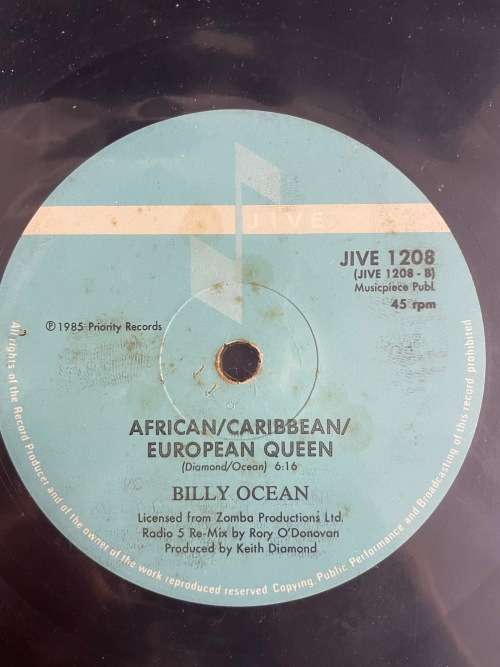 JIVE
JIVE 1208
(JIVE 1208 - B)
Musicpiece Publ.
45 rpm
℗ 1985 Priority Records
AFRICAN/CARIBBEAN/
EUROPEAN QUEEN
(Diamond/Ocean) 6:16
BILLY OCEAN
Licensed from Zomba Productions Ltd.
Radio 5 Re-Mix by Rory O'Donovan
Produced by Keith Diamond
All rights of the Record Producer and of the owner of the work reproduced reserved Copying, Public Performance and Broadcasting of this record prohibited